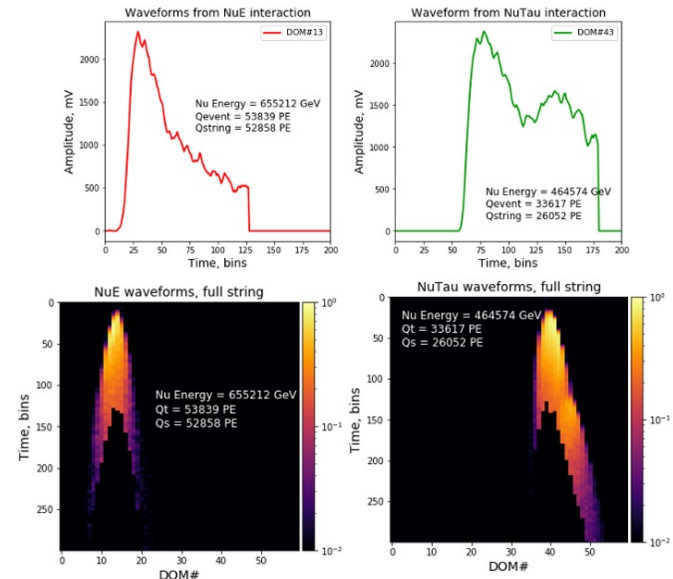 Waveforms from NuE interaction
DOM#13
Nu Energy = 655212 GeV
Qevent = 53839 PE
Qstring = 52858 PE
Amplitude, mV
2000
1500
1000
500
0
0 25 50 75 100 125 150 175 200
Time, bins
Waveform from NuTau interaction
DOM#43
Nu Energy = 464574 GeV
Qevent = 33617 PE
Qstring = 26052 PE
Amplitude, mV
2000
1500
1000
500
0
0 25 50 75 100 125 150 175 200
Time, bins
NuE waveforms, full string
Nu Energy = 655212 GeV
Qt = 53839 PE
Qs = 52858 PE
Time, bins
0
50
100
150
200
250
0 10 20 30 40 50
DOM#
10⁰
10⁻¹
10⁻²
NuTau waveforms, full string
Nu Energy = 464574 GeV
Qt = 33617 PE
Qs = 26052 PE
Time, bins
0
50
100
150
200
250
0 10 20 30 40 50
DOM#
10⁰
10⁻¹
10⁻²